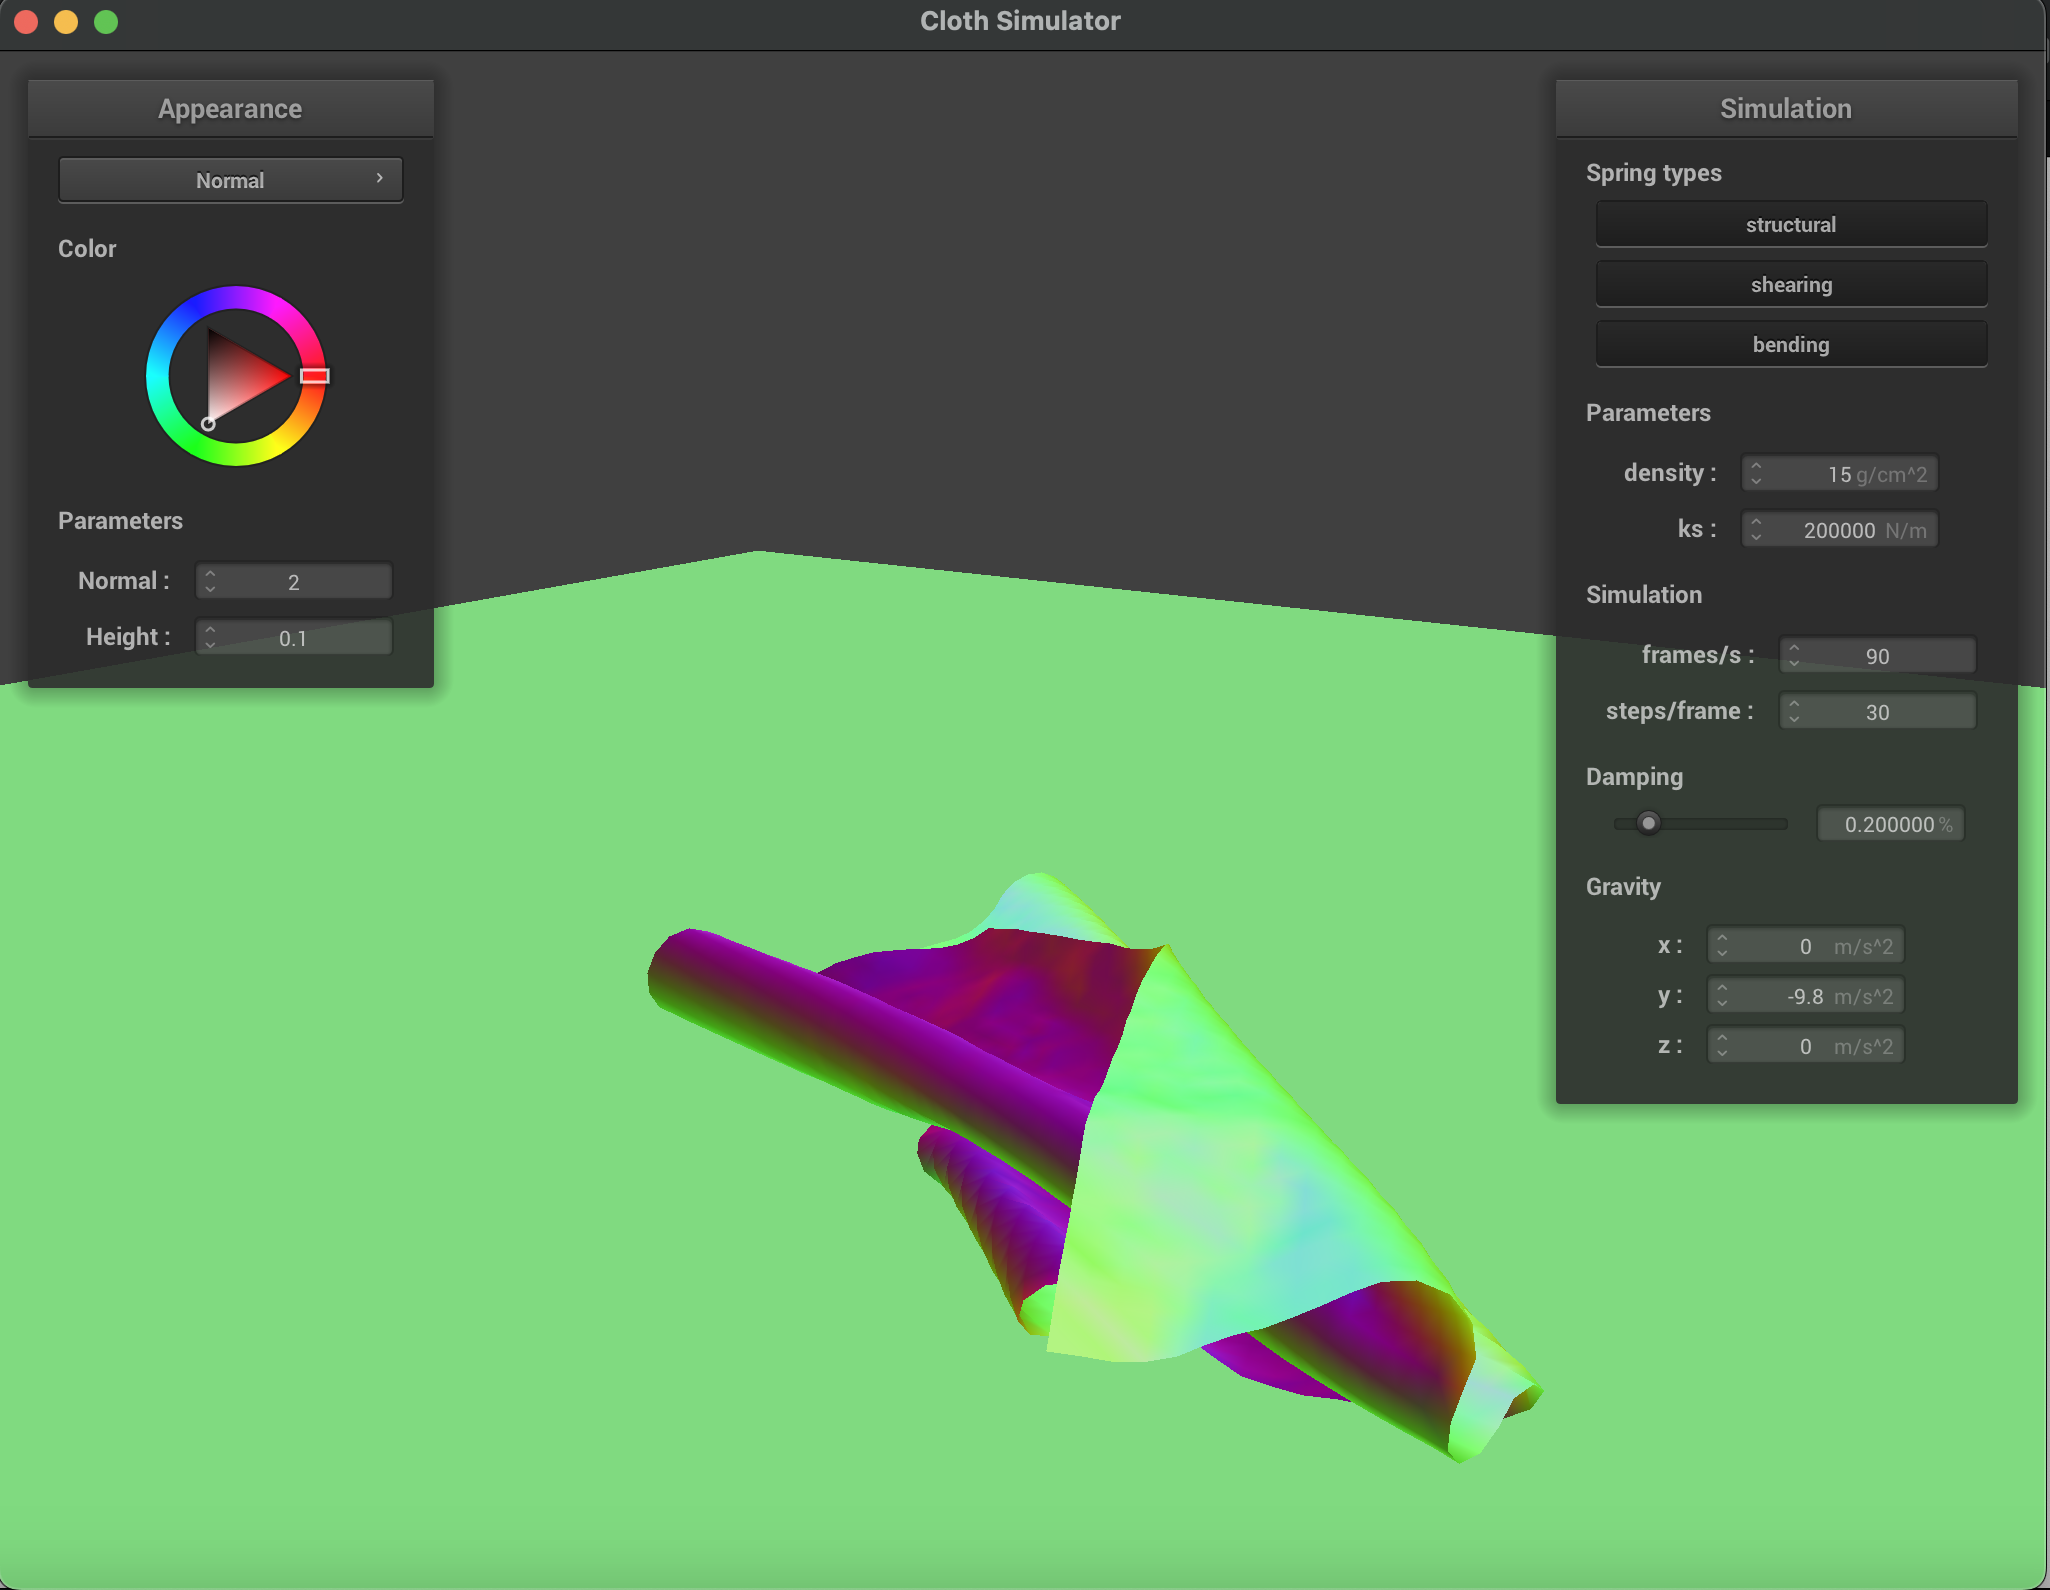 Cloth Simulator
Appearance
Normal
Color
Parameters
Normal : 2
Height : 0.1
Simulation
Spring types
structural
shearing
bending
Parameters
density : 15 g/cm^2
ks : 200000 N/m
Simulation
frames/s : 90
steps/frame : 30
Damping
0.200000 %
Gravity
x : 0 m/s^2
y : -9.8 m/s^2
z : 0 m/s^2